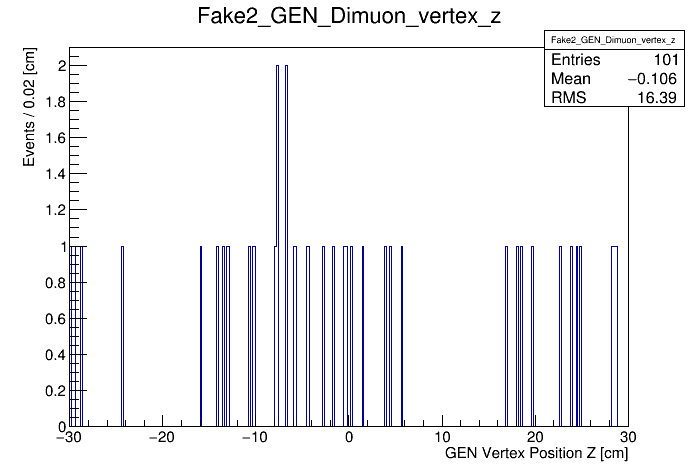 Fake2_GEN_Dimuon_vertex_z
Fake2_GEN_Dimuon_vertex_z
Entries 101
Mean −0.106
RMS 16.39
Events / 0.02 [cm]
2
1.8
1.6
1.4
1.2
1
0.8
0.6
0.4
0.2
0
−30 −20 −10 0 10 20 30
GEN Vertex Position Z [cm]